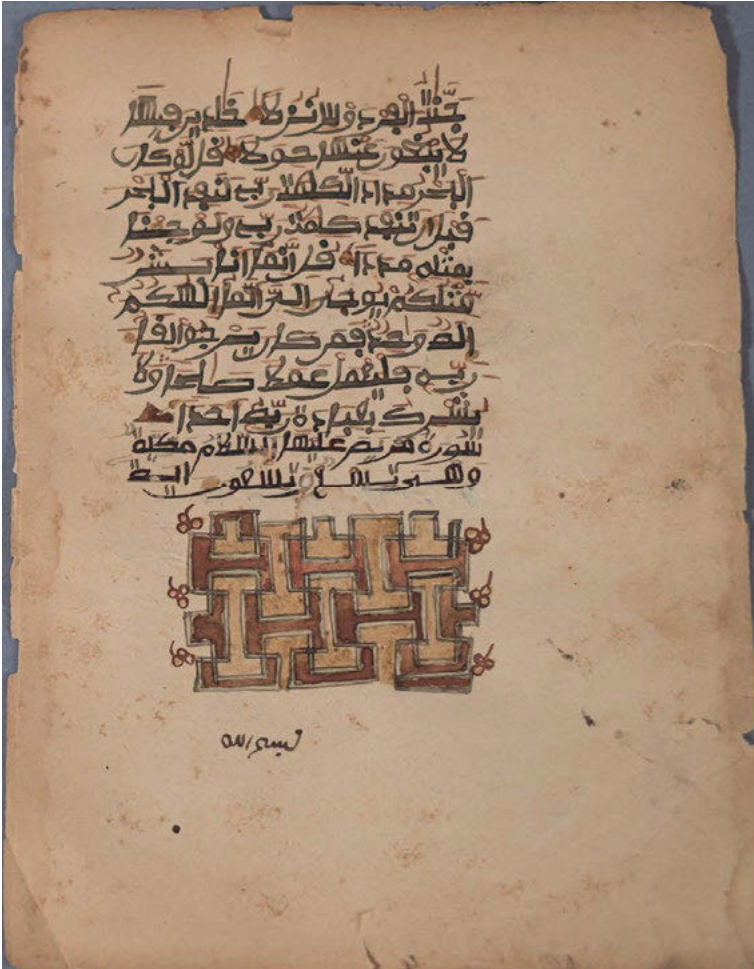 جنت الفردوس نزلا خلدين فيها
لا يبغون عنها حولا قل لو كان
البحر مدادا لكلمت ربي لنفد البحر
قبل ان تنفد كلمت ربي ولو جئنا
بمثله مددا قل انما انا بشر
مثلكم يوحى الي انما الهكم
اله وحد فمن كان يرجوا لقا
ربه فليعمل عملا صلحا ولا
يشرك بعبادة ربه احدا
سورة مريم عليها السلام مكية
وهي تسع وتسعون اية
بسم الله